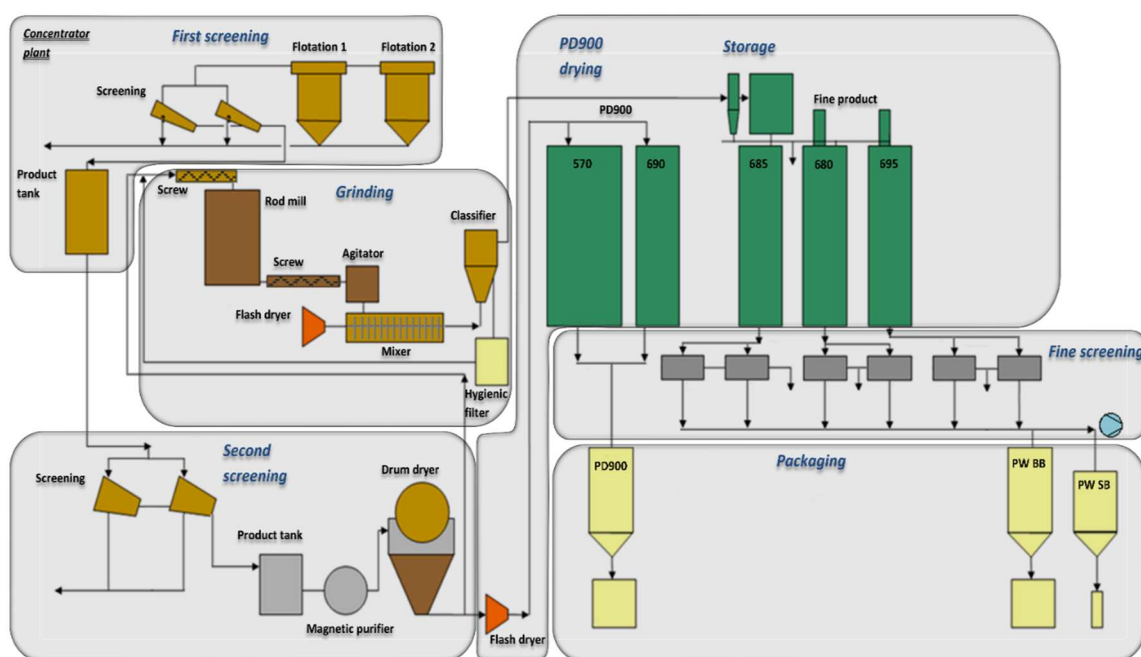 Concentrator
plant
First screening
Flotation 1
Flotation 2
Screening
Product
tank
Screw
Grinding
Rod mill
Classifier
Screw
Agitator
Flash dryer
Mixer
Hygienic
filter
PD900
drying
Storage
PD900
Fine product
570
690
685
680
695
Fine screening
Second
screening
Screening
Drum dryer
Product tank
Magnetic purifier
Flash dryer
Packaging
PD900
PW BB
PW SB